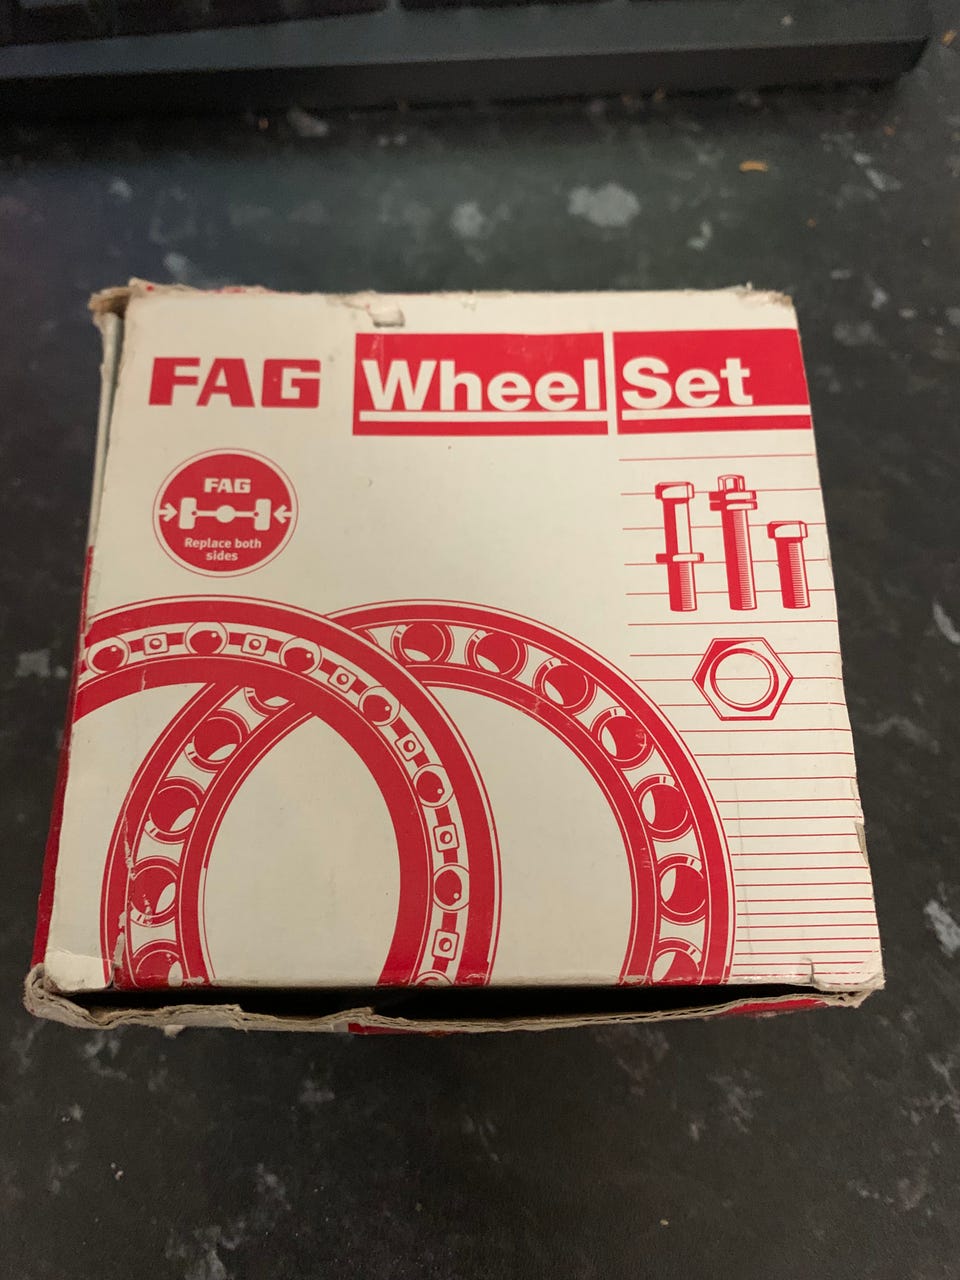 FAG Wheel Set
FAG
Replace both
sides